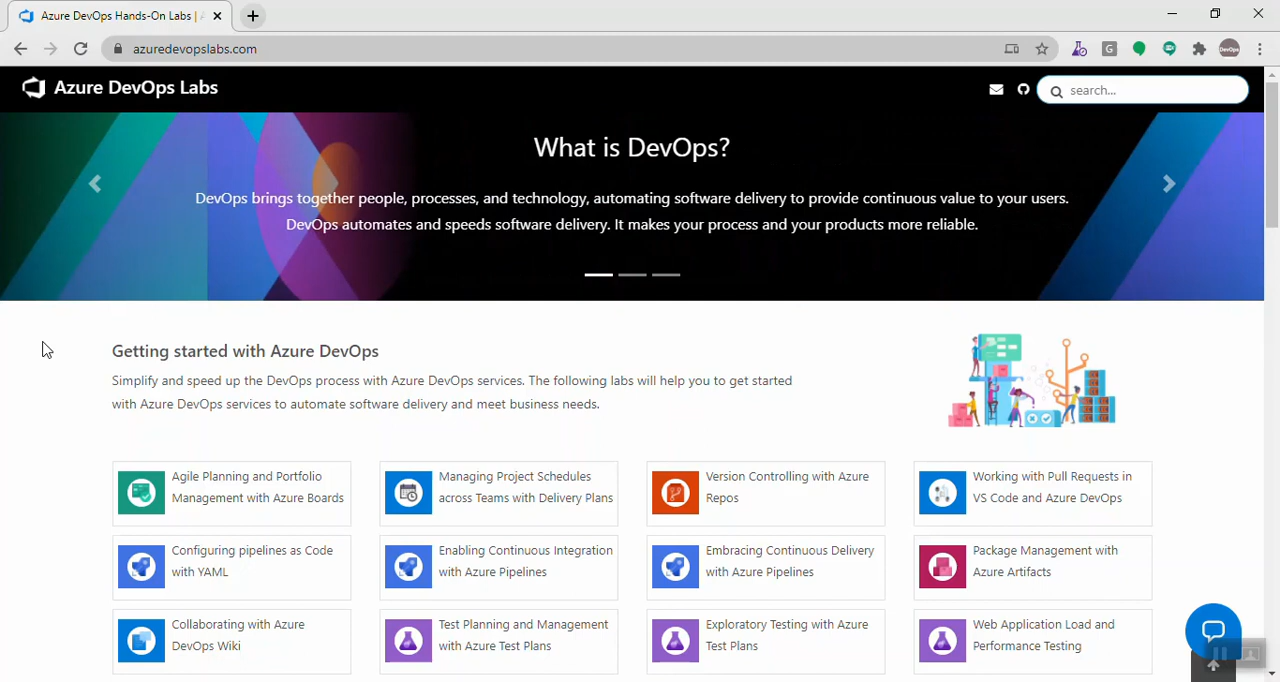 Azure DevOps Hands-On Labs | A
azuredevopslabs.com
G
DevOps
Azure DevOps Labs
search...
What is DevOps?
DevOps brings together people, processes, and technology, automating software delivery to provide continuous value to your users.
DevOps automates and speeds software delivery. It makes your process and your products more reliable.
Getting started with Azure DevOps
Simplify and speed up the DevOps process with Azure DevOps services. The following labs will help you to get started
with Azure DevOps services to automate software delivery and meet business needs.
Agile Planning and Portfolio
Management with Azure Boards
Managing Project Schedules
across Teams with Delivery Plans
Version Controlling with Azure
Repos
Working with Pull Requests in
VS Code and Azure DevOps
Configuring pipelines as Code
with YAML
Enabling Continuous Integration
with Azure Pipelines
Embracing Continuous Delivery
with Azure Pipelines
Package Management with
Azure Artifacts
Collaborating with Azure
DevOps Wiki
Test Planning and Management
with Azure Test Plans
Exploratory Testing with Azure
Test Plans
Web Application Load and
Performance Testing